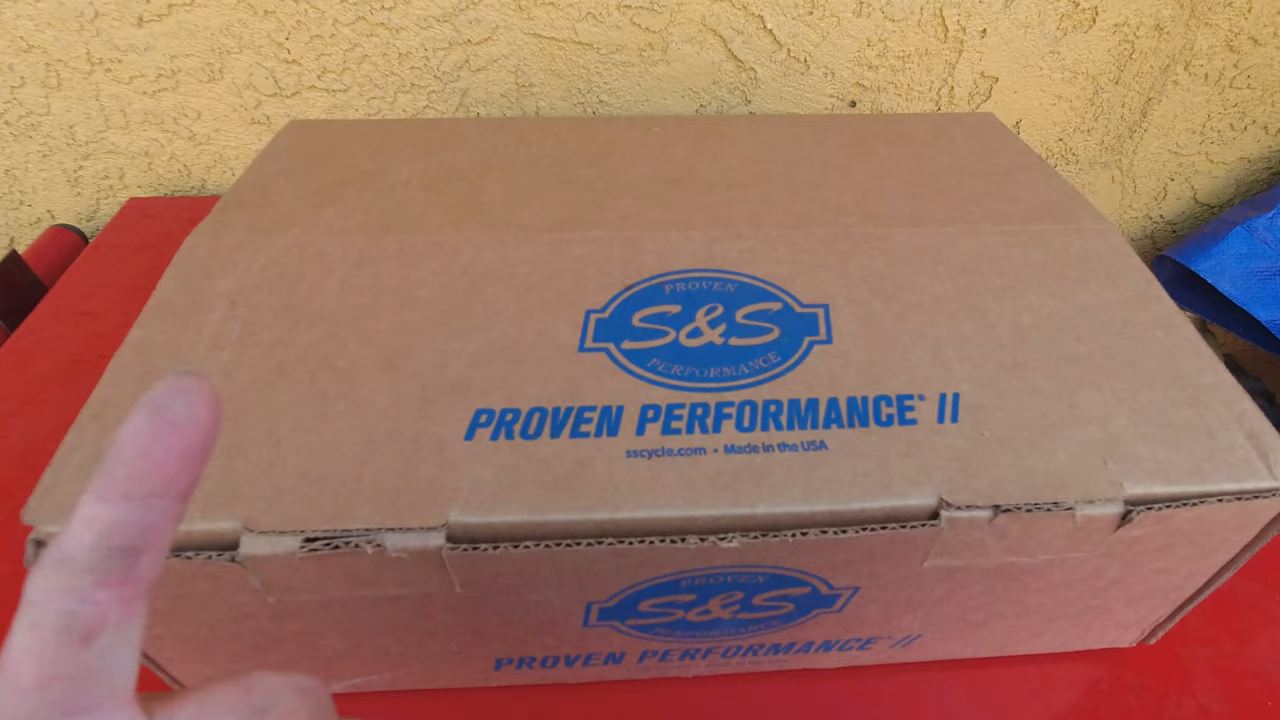 PROVEN
S&S
PERFORMANCE
PROVEN PERFORMANCE® II
sscycle.com • Made in the USA
PROVEN
S&S
PERFORMANCE
PROVEN PERFORMANCE® II